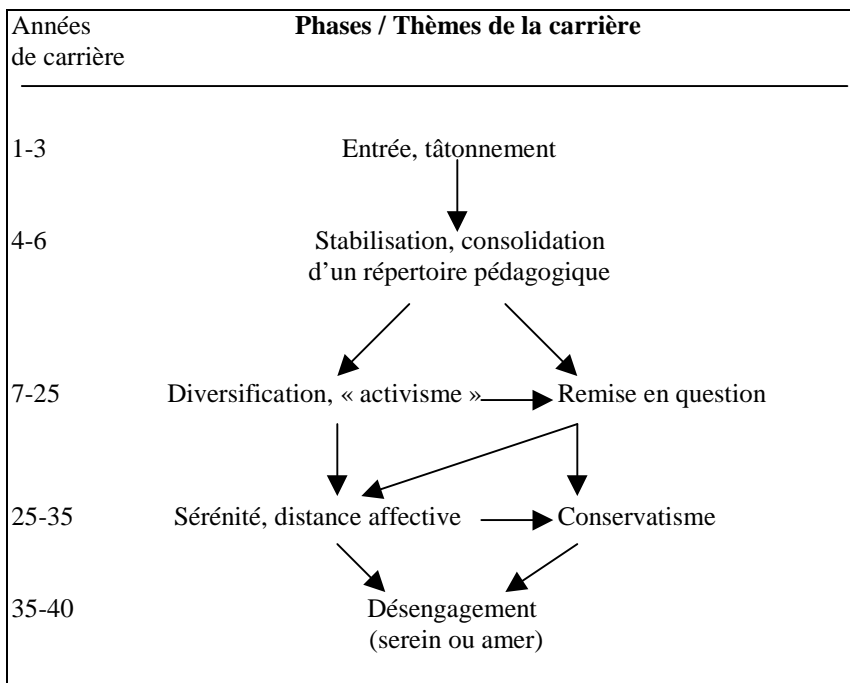 Années Phases / Thèmes de la carrière
de carrière
1-3 Entrée, tâtonnement
4-6 Stabilisation, consolidation
d’un répertoire pédagogique
7-25 Diversification, « activisme » Remise en question
25-35 Sérénité, distance affective Conservatisme
35-40 Désengagement
(serein ou amer)